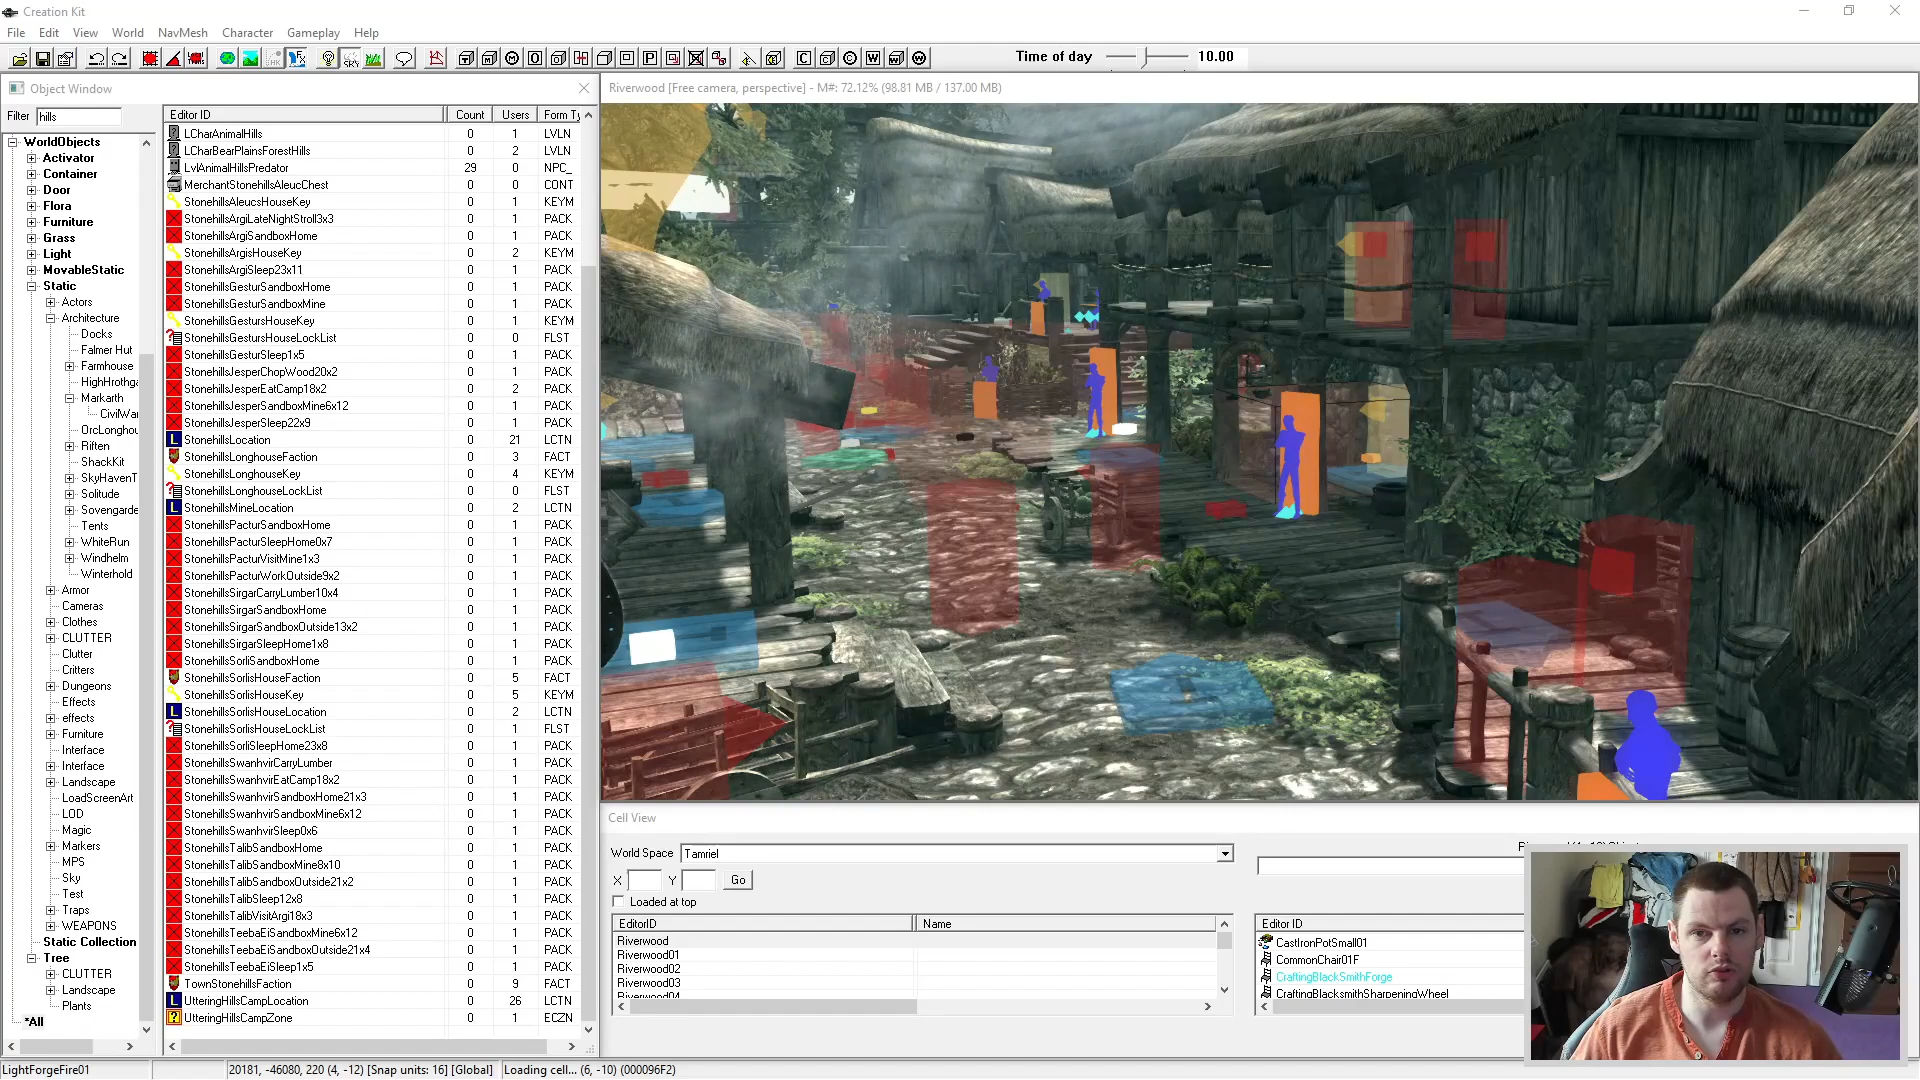 Creation Kit
File Edit View World NavMesh Character Gameplay Help
Time of day 10.00
Object Window
Riverwood [Free camera, perspective] - M#: 72.12% (98.81 MB / 137.00 MB)
Filter hills
Editor ID Count Users Form Ty
WorldObjects
Activator
Container
Door
Flora
Furniture
Grass
Light
MovableStatic
Static
Actors
Architecture
Docks
Falmer Hut
Farmhouse
HighHrothga
Markarth
CivilWar
OrcLonghou
Riften
ShackKit
SkyHavenT
Solitude
Sovengarde
Tents
WhiteRun
Windhelm
Winterhold
Armor
Cameras
Clothes
CLUTTER
Clutter
Critters
Dungeons
Effects
effects
Furniture
Interface
Interface
Landscape
LoadScreenArt
LOD
Magic
Markers
MPS
Sky
Test
Traps
WEAPONS
Static Collection
Tree
CLUTTER
Landscape
Plants
*All
LCharAnimalHills 0 1 LVLN
LCharBearPlainsForestHills 0 2 LVLN
LvlAnimalHillsPredator 29 0 NPC_
MerchantStonehillsAleucChest 0 0 CONT
StonehillsAleucsHouseKey 0 1 KEYM
StonehillsArgiLateNightStroll3x3 0 1 PACK
StonehillsArgiSandboxHome 0 1 PACK
StonehillsArgisHouseKey 0 2 KEYM
StonehillsArgiSleep23x11 0 1 PACK
StonehillsGesturSandboxHome 0 1 PACK
StonehillsGesturSandboxMine 0 1 PACK
StonehillsGestursHouseKey 0 1 KEYM
StonehillsGestursHouseLockList 0 0 FLST
StonehillsGesturSleep1x5 0 1 PACK
StonehillsJesperChopWood20x2 0 1 PACK
StonehillsJesperEatCamp18x2 0 2 PACK
StonehillsJesperSandboxMine6x12 0 1 PACK
StonehillsJesperSleep22x9 0 1 PACK
StonehillsLocation 0 21 LCTN
StonehillsLonghouseFaction 0 3 FACT
StonehillsLonghouseKey 0 4 KEYM
StonehillsLonghouseLockList 0 0 FLST
StonehillsMineLocation 0 2 LCTN
StonehillsPacturSandboxHome 0 1 PACK
StonehillsPacturSleepHome0x7 0 1 PACK
StonehillsPacturVisitMine1x3 0 1 PACK
StonehillsPacturWorkOutside9x2 0 1 PACK
StonehillsSirgarCarryLumber10x4 0 1 PACK
StonehillsSirgarSandboxHome 0 1 PACK
StonehillsSirgarSandboxOutside13x2 0 1 PACK
StonehillsSirgarSleepHome1x8 0 1 PACK
StonehillsSorliSandboxHome 0 1 PACK
StonehillsSorlisHouseFaction 0 5 FACT
StonehillsSorlisHouseKey 0 5 KEYM
StonehillsSorlisHouseLocation 0 2 LCTN
StonehillsSorlisHouseLockList 0 1 FLST
StonehillsSorliSleepHome23x8 0 1 PACK
StonehillsSwanhvirCarryLumber 0 1 PACK
StonehillsSwanhvirEatCamp18x2 0 1 PACK
StonehillsSwanhvirSandboxHome21x3 0 1 PACK
StonehillsSwanhvirSandboxMine6x12 0 1 PACK
StonehillsSwanhvirSleep0x6 0 1 PACK
StonehillsTalibSandboxHome 0 1 PACK
StonehillsTalibSandboxMine8x10 0 1 PACK
StonehillsTalibSandboxOutside21x2 0 1 PACK
StonehillsTalibSleep12x8 0 1 PACK
StonehillsTalibVisitArgi18x3 0 1 PACK
StonehillsTeebaEiSandboxMine6x12 0 1 PACK
StonehillsTeebaEiSandboxOutside21x4 0 1 PACK
StonehillsTeebaEiSleep1x5 0 1 PACK
TownStonehillsFaction 0 9 FACT
UtteringHillsCampLocation 0 26 LCTN
UtteringHillsCampZone 0 1 ECZN
Cell View
World Space Tamriel
X Y Go
Loaded at top
EditorID Name
Riverwood
Riverwood01
Riverwood02
Riverwood03
Riverwood04
Editor ID
CastIronPotSmall01
CommonChair01F
CraftingBlackSmithForge
CraftingBlacksmithSharpeningWheel
LightForgeFire01 20181, -46080, 220 (4, -12) [Snap units: 16] [Global] Loading cell... (6, -10) (000096F2)